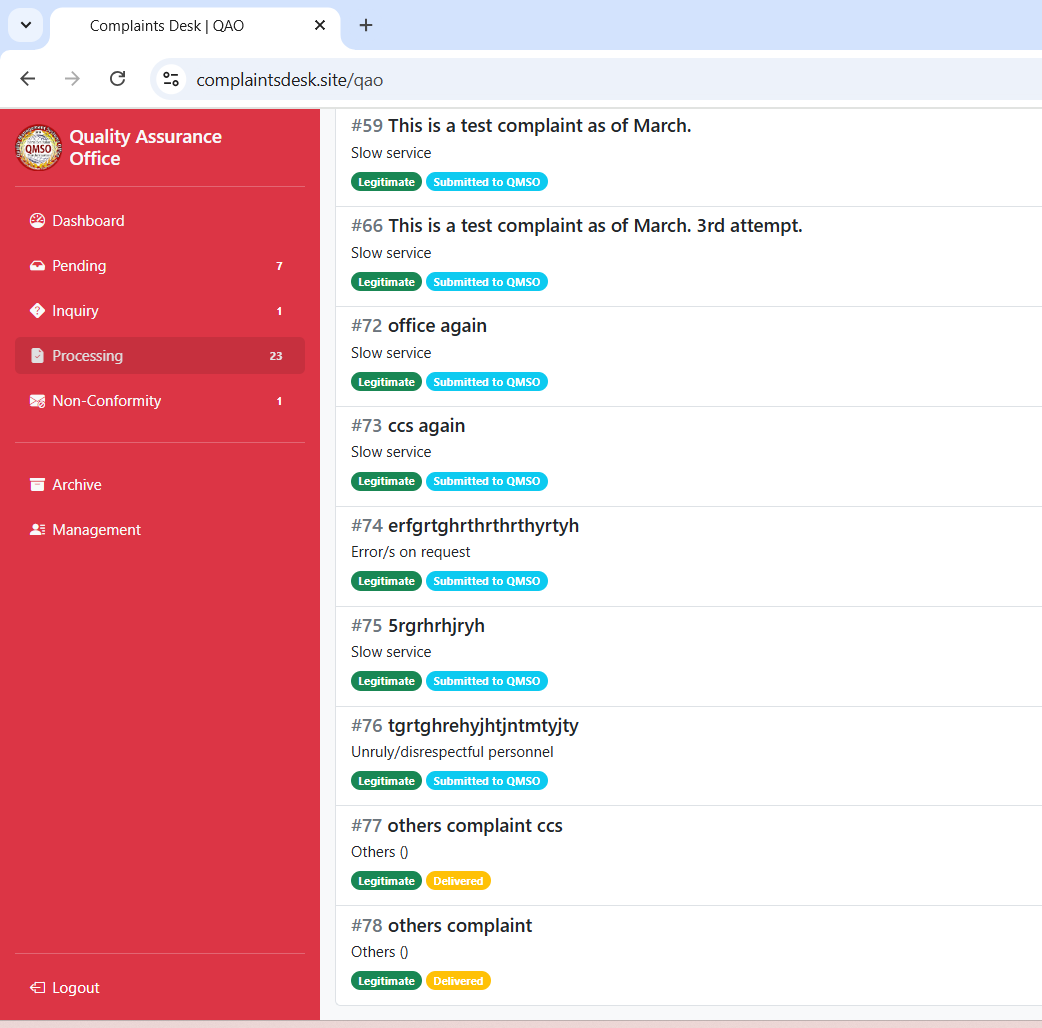 Complaints Desk | QAO
complaintsdesk.site/qao
QMSO
Quality Assurance
Office
Dashboard
Pending 7
Inquiry 1
Processing 23
Non-Conformity 1
Archive
Management
Logout
#59 This is a test complaint as of March.
Slow service
Legitimate Submitted to QMSO
#66 This is a test complaint as of March. 3rd attempt.
Slow service
Legitimate Submitted to QMSO
#72 office again
Slow service
Legitimate Submitted to QMSO
#73 ccs again
Slow service
Legitimate Submitted to QMSO
#74 erfgrtghrthrthrthyrtyh
Error/s on request
Legitimate Submitted to QMSO
#75 5rgrhrhjryh
Slow service
Legitimate Submitted to QMSO
#76 tgrtghrehyjhtjntmtyjty
Unruly/disrespectful personnel
Legitimate Submitted to QMSO
#77 others complaint ccs
Others ()
Legitimate Delivered
#78 others complaint
Others ()
Legitimate Delivered